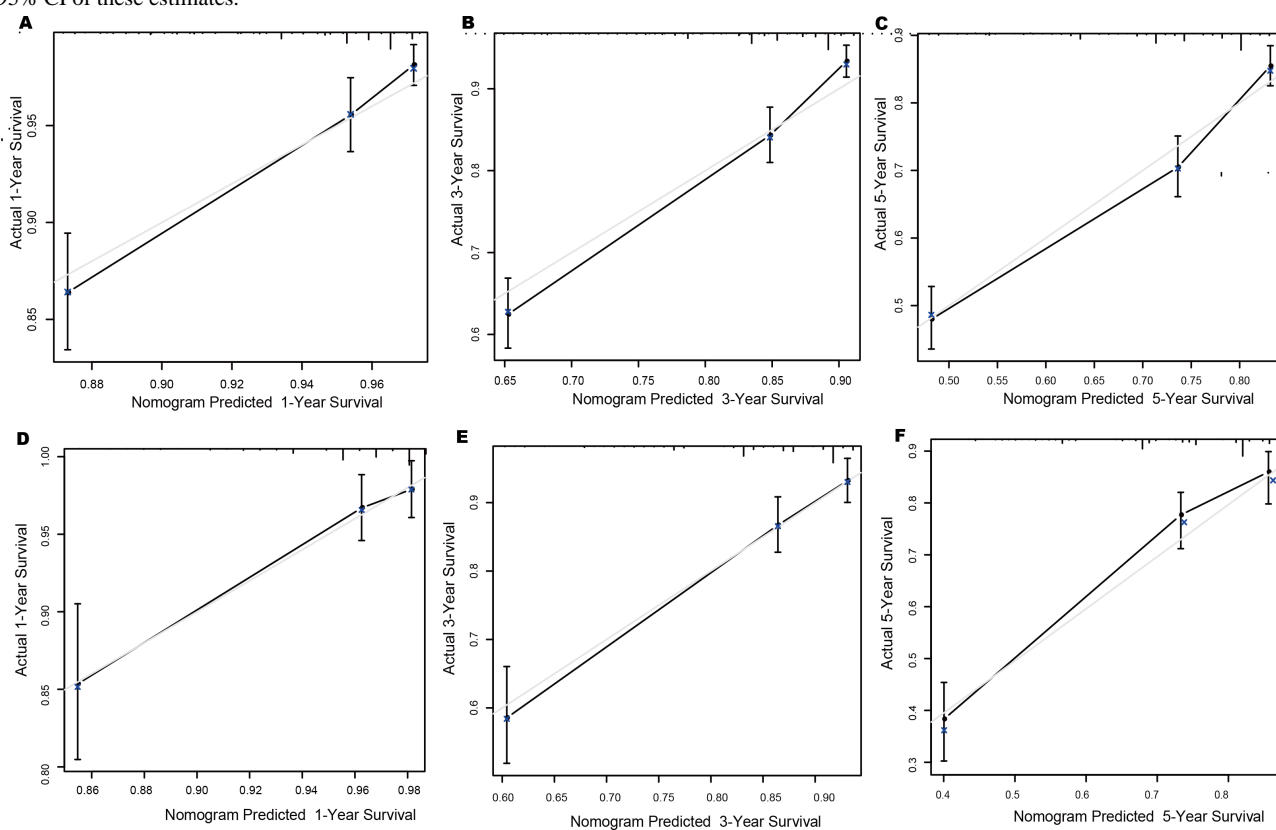 95% CI of these estimates.
A
Actual 1-Year Survival
0.95
0.90
0.85
0.88 0.90 0.92 0.94 0.96
Nomogram Predicted 1-Year Survival
B
Actual 3-Year Survival
0.9
0.8
0.7
0.6
0.65 0.70 0.75 0.80 0.85 0.90
Nomogram Predicted 3-Year Survival
C
Actual 5-Year Survival
0.9
0.8
0.7
0.6
0.5
0.50 0.55 0.60 0.65 0.70 0.75 0.80
Nomogram Predicted 5-Year Survival
D
Actual 1-Year Survival
1.00
0.95
0.90
0.85
0.80
0.86 0.88 0.90 0.92 0.94 0.96 0.98
Nomogram Predicted 1-Year Survival
E
Actual 3-Year Survival
0.9
0.8
0.7
0.6
0.60 0.65 0.70 0.75 0.80 0.85 0.90
Nomogram Predicted 3-Year Survival
F
Actual 5-Year Survival
0.9
0.8
0.7
0.6
0.5
0.4
0.3
0.4 0.5 0.6 0.7 0.8
Nomogram Predicted 5-Year Survival